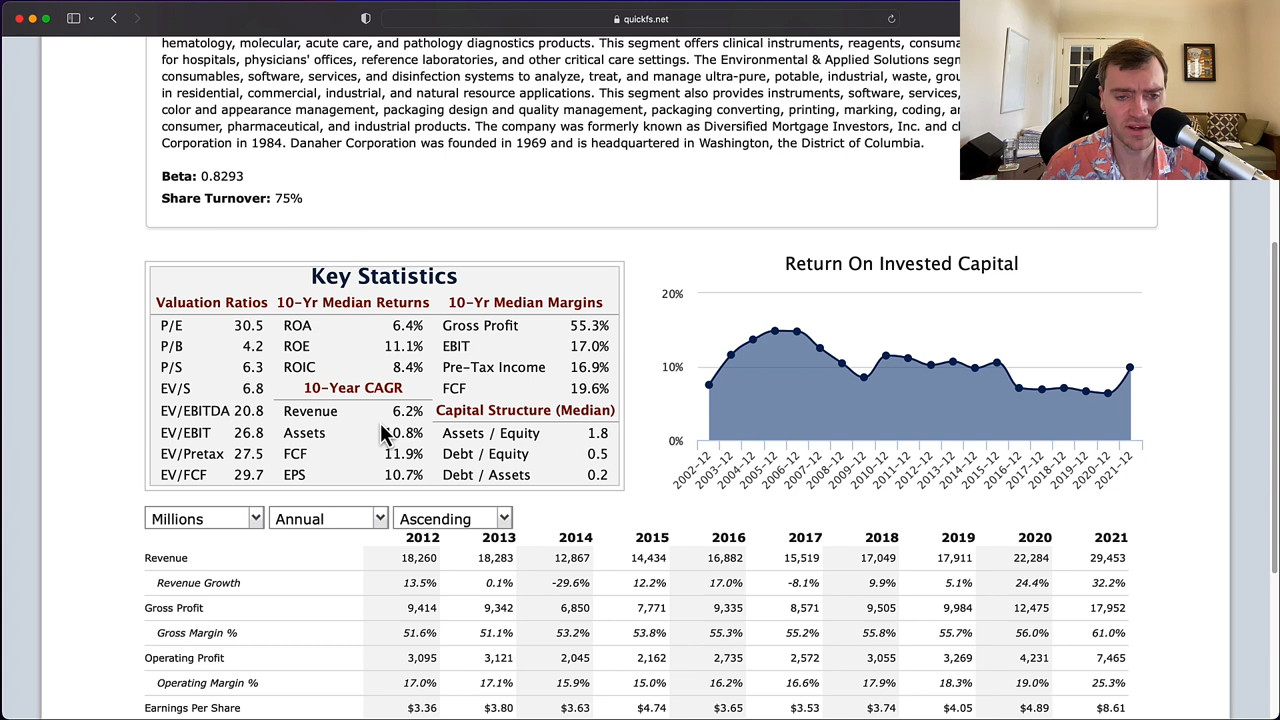 quickfs.net
hematology, molecular, acute care, and pathology diagnostics products. This segment offers clinical instruments, reagents,
for hospitals, physicians' offices, reference laboratories, and other critical care settings. The Environmental & Applied Solutions
consumables, software, services, and disinfection systems to analyze, treat, and manage ultra-pure, potable, industrial, waste,
in residential, commercial, industrial, and natural resource applications. This segment also provides instruments, software, services,
color and appearance management, packaging design and quality management, packaging converting, printing, marking, coding,
consumer, pharmaceutical, and industrial products. The company was formerly known as Diversified Mortgage Investors, Inc. and
Corporation in 1984. Danaher Corporation was founded in 1969 and is headquartered in Washington, the District of Columbia.
Beta: 0.8293
Share Turnover: 75%
Key Statistics
Valuation Ratios 10-Yr Median Returns 10-Yr Median Margins
P/E 30.5 ROA 6.4% Gross Profit 55.3%
P/B 4.2 ROE 11.1% EBIT 17.0%
P/S 6.3 ROIC 8.4% Pre-Tax Income 16.9%
EV/S 6.8 10-Year CAGR FCF 19.6%
EV/EBITDA 20.8 Revenue 6.2% Capital Structure (Median)
EV/EBIT 26.8 Assets 10.8% Assets / Equity 1.8
EV/Pretax 27.5 FCF 11.9% Debt / Equity 0.5
EV/FCF 29.7 EPS 10.7% Debt / Assets 0.2
Return On Invested Capital
20%
10%
0%
2002-12 2003-12 2004-12 2005-12 2006-12 2007-12 2008-12 2009-12 2010-12 2011-12 2012-12 2013-12 2014-12 2015-12 2016-12 2017-12 2018-12 2019-12 2020-12 2021-12
Millions Annual Ascending
2012 2013 2014 2015 2016 2017 2018 2019 2020 2021
Revenue 18,260 18,283 12,867 14,434 16,882 15,519 17,049 17,911 22,284 29,453
Revenue Growth 13.5% 0.1% -29.6% 12.2% 17.0% -8.1% 9.9% 5.1% 24.4% 32.2%
Gross Profit 9,414 9,342 6,850 7,771 9,335 8,571 9,505 9,984 12,475 17,952
Gross Margin % 51.6% 51.1% 53.2% 53.8% 55.3% 55.2% 55.8% 55.7% 56.0% 61.0%
Operating Profit 3,095 3,121 2,045 2,162 2,735 2,572 3,055 3,269 4,231 7,465
Operating Margin % 17.0% 17.1% 15.9% 15.0% 16.2% 16.6% 17.9% 18.3% 19.0% 25.3%
Earnings Per Share $3.36 $3.80 $3.63 $4.74 $3.65 $3.53 $3.74 $4.05 $4.89 $8.61